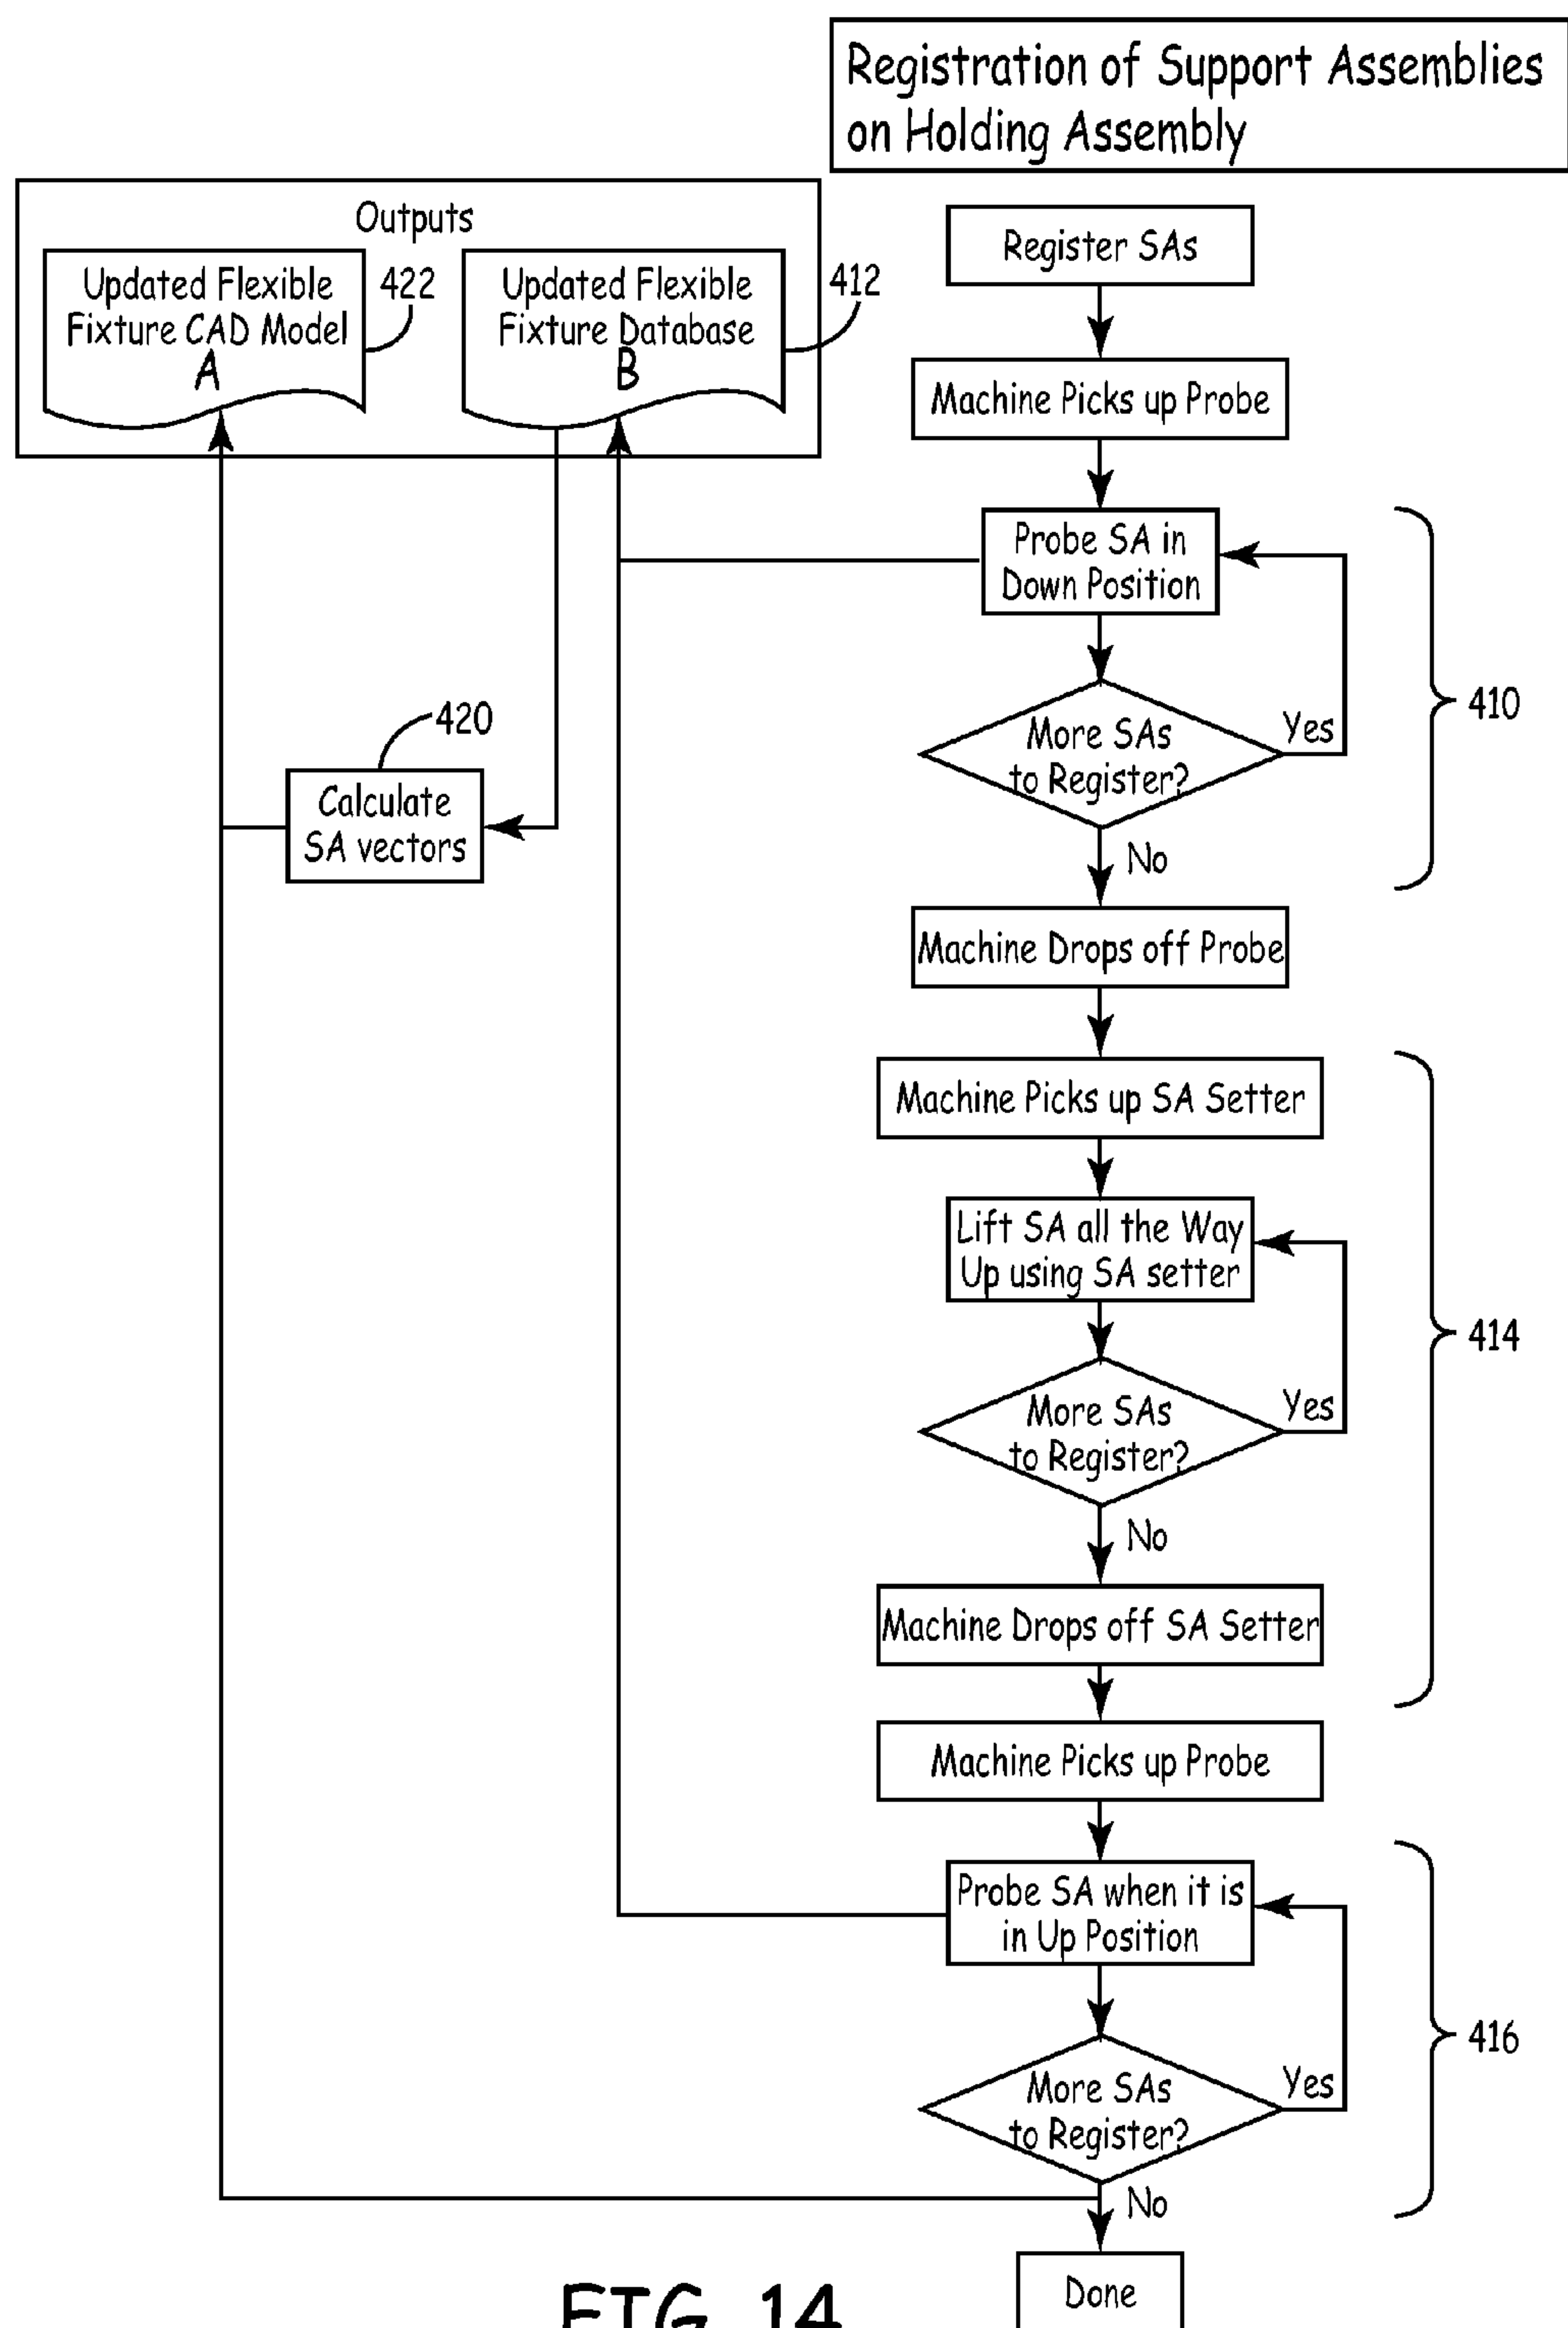 Registration of Support Assemblies
on Holding Assembly
Outputs
Updated Flexible
Fixture CAD Model
A
422
Updated Flexible
Fixture Database
B
412
Register SAs
Machine Picks up Probe
Probe SA in
Down Position
More SAs
to Register?
Yes
No
410
420
Calculate
SA vectors
Machine Drops off Probe
Machine Picks up SA Setter
Lift SA all the Way
Up using SA setter
More SAs
to Register?
Yes
No
414
Machine Drops off SA Setter
Machine Picks up Probe
Probe SA when it is
in Up Position
More SAs
to Register?
Yes
No
416
Done
FIG. 14